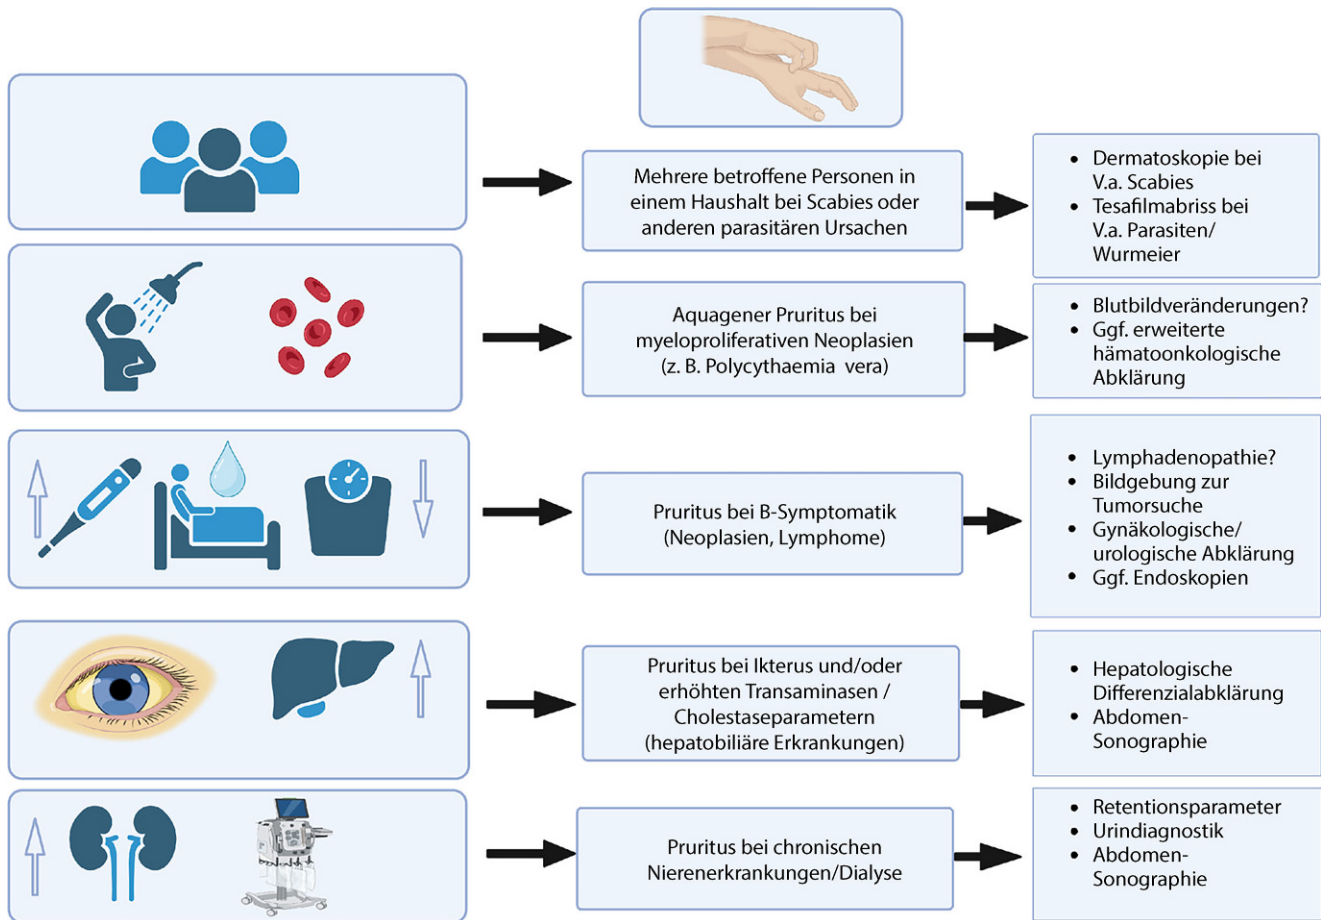 Mehrere betroffene Personen in
einem Haushalt bei Scabies oder
anderen parasitären Ursachen
• Dermatoskopie bei
V.a. Scabies
• Tesafilmabriss bei
V.a. Parasiten/
Wurmeier
Aquagener Pruritus bei
myeloproliferativen Neoplasien
(z. B. Polycythaemia vera)
• Blutbildveränderungen?
• Ggf. erweiterte
hämatoonkologische
Abklärung
Pruritus bei B-Symptomatik
(Neoplasien, Lymphome)
• Lymphadenopathie?
• Bildgebung zur
Tumorsuche
• Gynäkologische/
urologische Abklärung
• Ggf. Endoskopien
Pruritus bei Ikterus und/oder
erhöhten Transaminasen /
Cholestaseparametern
(hepatobiliäre Erkrankungen)
• Hepatologische
Differenzialabklärung
• Abdomen-
Sonographie
Pruritus bei chronischen
Nierenerkrankungen/Dialyse
• Retentionsparameter
• Urindiagnostik
• Abdomen-
Sonographie